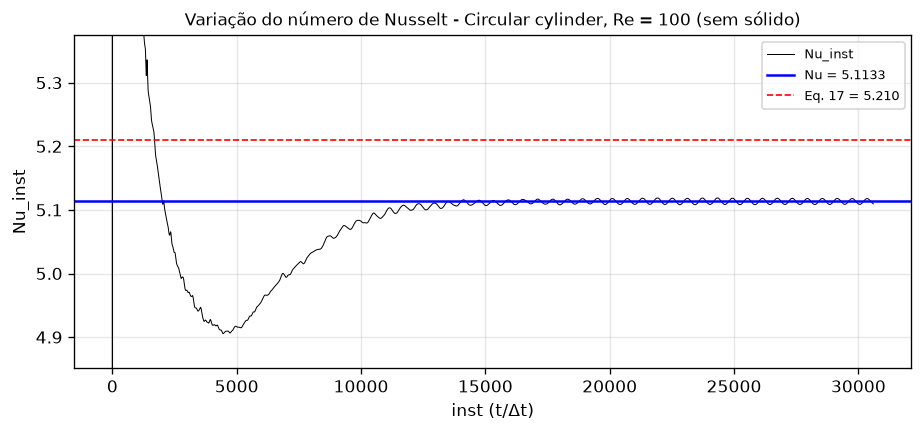 Variação do número de Nusselt - Circular cylinder, Re = 100 (sem sólido)
Nu_inst
Nu = 5.1133
Eq. 17 = 5.210
5.3
5.2
5.1
5.0
4.9
Nu_inst
0 5000 10000 15000 20000 25000 30000
inst (t/Δt)